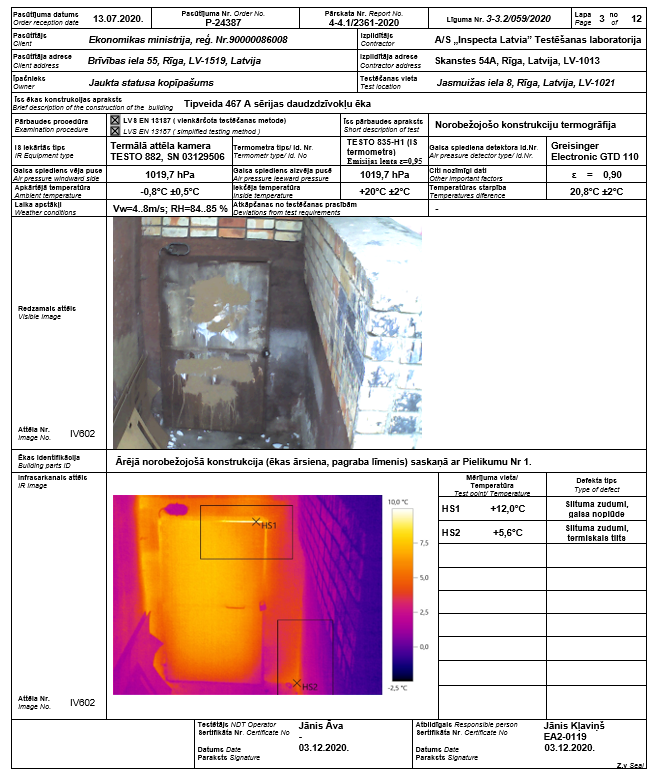 Pasūtījums datums
Order reception date
13.07.2020.
Pasūtījuma Nr. Order No.
P-24387
Pārskata Nr. Report No.
4-4.1/2361-2020
Līguma Nr. 3-3.2/059/2020
Lapa
Page
3
no
of
12
Pasūtītājs
Client
Ekonomikas ministrija, reģ. Nr.90000086008
Izpildītājs
Contractor
A/S „Inspecta Latvia” Testēšanas laboratorija
Pasūtītāja adrese
Client address
Brīvības iela 55, Rīga, LV-1519, Latvija
Izpildītāja adrese
Contractor address
Skanstes 54A, Rīga, Latvija, LV-1013
Īpašnieks
Owner
Jaukta statusa kopīpašums
Testēšanas vieta
Test location
Jasmuižas iela 8, Rīga, Latvija, LV-1021
Īss ēkas konstrukcijas apraksts
Brief description of the construction of the building
Tipveida 467 A sērijas daudzdzīvokļu ēka
Pārbaudes procedūra
Examination procedure
LVS EN 13187 ( vienkāršota testēšanas metode)
LVS EN 13187 ( simplified testing method )
Īss pārbaudes apraksts
Short description of test
Norobežojošo konstrukciju termogrāfija
IS iekārtās tips
IR Equipment type
Termālā attēla kamera
TESTO 882, SN 03129506
Termometra tips/ Id. Nr
Termometr type/ Id. No
TESTO 835-H1 (IS
termometrs)
Emisijas lenta ε=0,95
Gaisa spiediena detektora Id.Nr.
Air pressure detector type/ Id.Nr.
Greisinger
Electronic GTD 110
Gaisa spiediens vēja puse
Air pressure windward side
1019,7 hPa
Gaisa spiediens aizvēja pusē
Air pressure leeward pressure
1019,7 hPa
Citi nozīmīgi dati
Other important factors
ε = 0,90
Apkārtējā temperatūra
Ambient temperature
-0,8°C ±0,5°C
Iekšēja temperatūra
Inside temperature
+20°C ±2°C
Temperatūras starpība
Temperatures diference
20,8°C ±2°C
Laika apstākļi
Weather conditions
Vw=4..8m/s; RH=84..85 %
Atkāpšanas no testēšanas prasībām
Deviations from test requirements
-
Redzamais attēls
Visible Image
Attēla Nr.
Image No.
IV602
Ēkas identifikācija
Building parts ID
Ārējā norobežojošā konstrukcija (ēkas ārsiena, pagraba līmenis) saskaņā ar Pielikumu Nr 1.
Infrasarkanais attēls
IR Image
Attēla Nr.
Image No.
IV602
HS1
HS2
10,0 °C
7,5
5,0
2,5
0,0
-2,5 °C
Mērījuma vieta/
Temperatūra
Test point/ Temperature
Defekta tips
Type of defect
HS1 +12,0°C
Siltuma zudumi,
gaisa noplūde
HS2 +5,6°C
Siltuma zudumi,
termiskais tilts
Testētājs NDT Operator
Sertifikāta Nr. Certificate No
Jānis Āva
-
Datums Date
Paraksts Signature
03.12.2020.
Atbildīgais Responsible person
Sertifikāta Nr. Certificate No
Jānis Kļaviņš
EA2-0119
Datums Date
Paraksts Signature
03.12.2020.
Z.v Seal